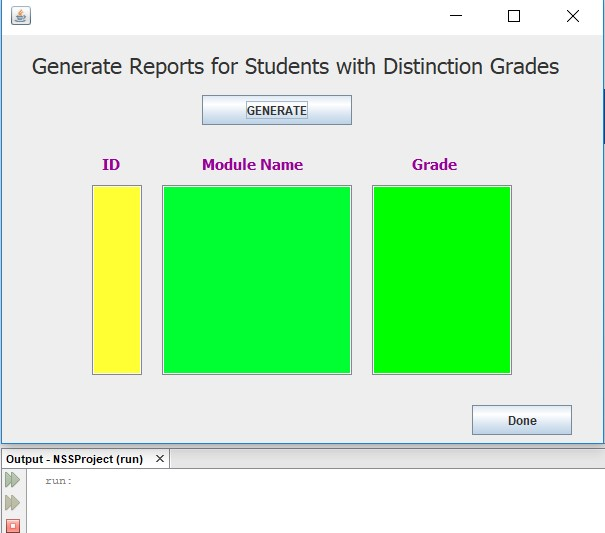 Generate Reports for Students with Distinction Grades
GENERATE
ID Module Name Grade
Done
Output - NSSProject (run)
run: